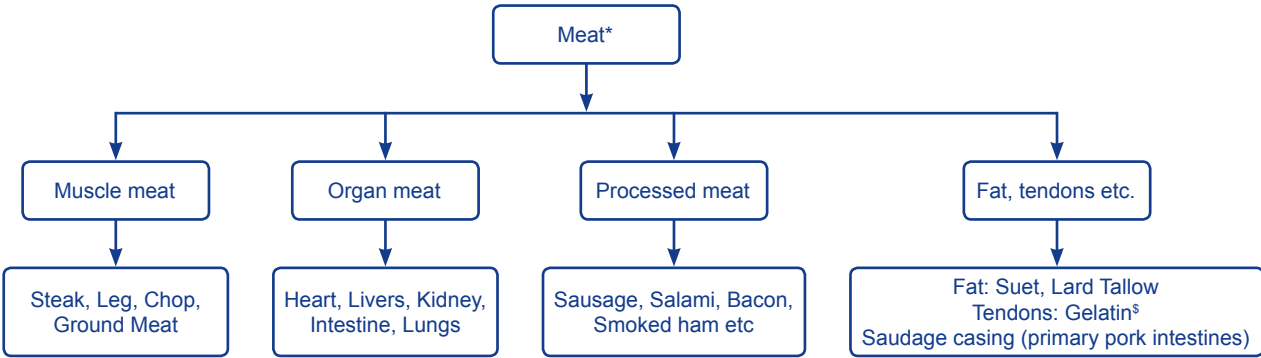 Meat*
Muscle meat
Organ meat
Processed meat
Fat, tendons etc.
Steak, Leg, Chop,
Ground Meat
Heart, Livers, Kidney,
Intestine, Lungs
Sausage, Salami, Bacon,
Smoked ham etc
Fat: Suet, Lard Tallow
Tendons: Gelatin$
Saudage casing (primary pork intestines)